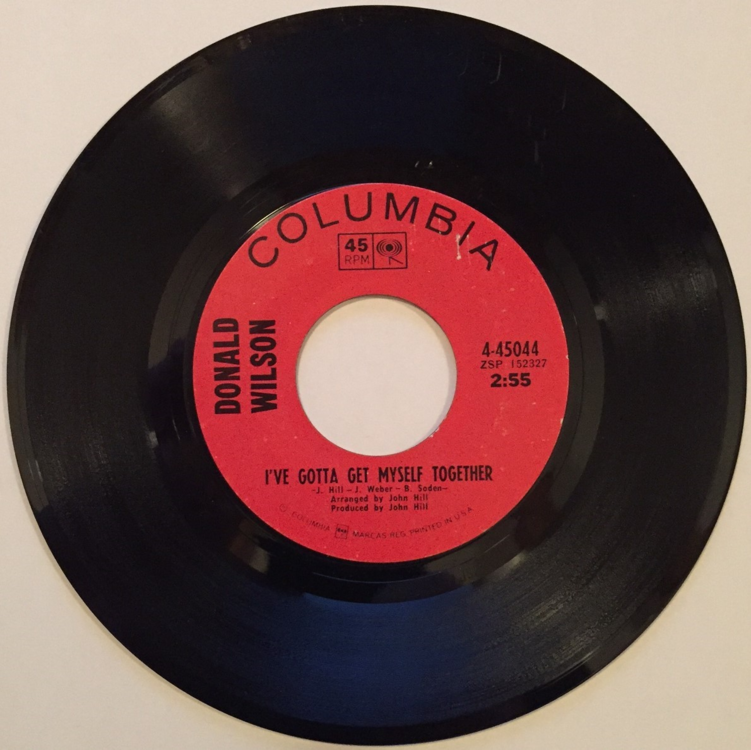 COLUMBIA
45
RPM
DONALD
WILSON
4-45044
ZSP 152327
2:55
I'VE GOTTA GET MYSELF TOGETHER
-J. Hill - J. Weber - B. Soden-
Arranged by John Hill
Produced by John Hill
COLUMBIA MARCAS REG. PRINTED IN U.S.A.